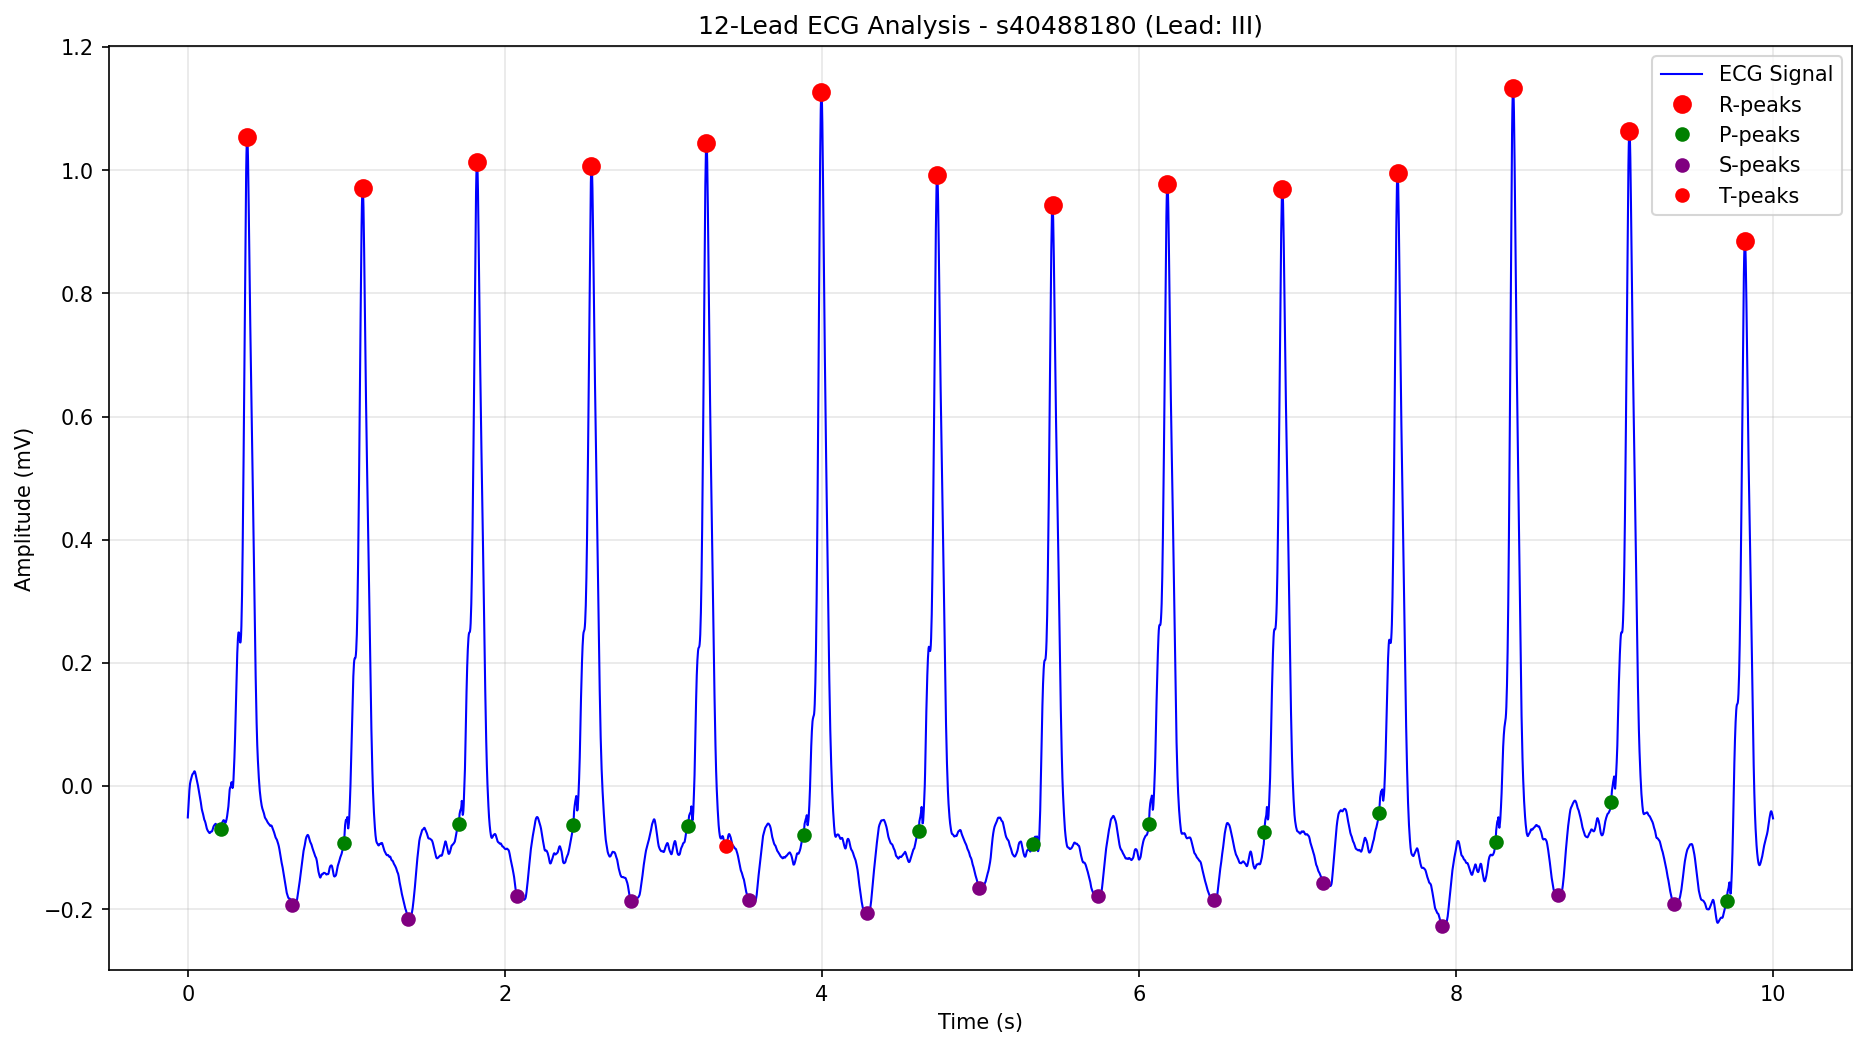 12-Lead ECG Analysis - s40488180 (Lead: III)
ECG Signal
R-peaks
P-peaks
S-peaks
T-peaks
Amplitude (mV)
1.2
1.0
0.8
0.6
0.4
0.2
0.0
−0.2
0 2 4 6 8 10
Time (s)